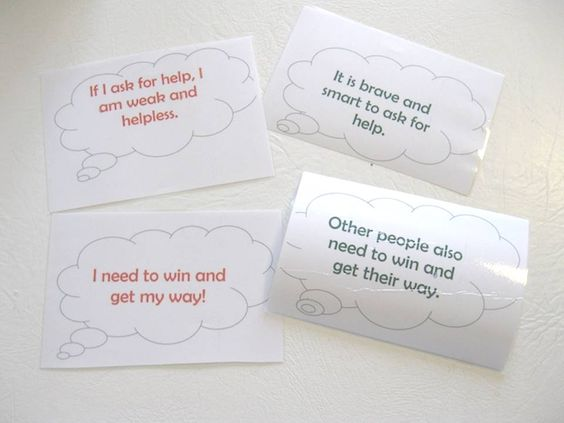 If I ask for help, I
am weak and
helpless.
It is brave and
smart to ask for
help.
I need to win and
get my way!
Other people also
need to win and
get their way.